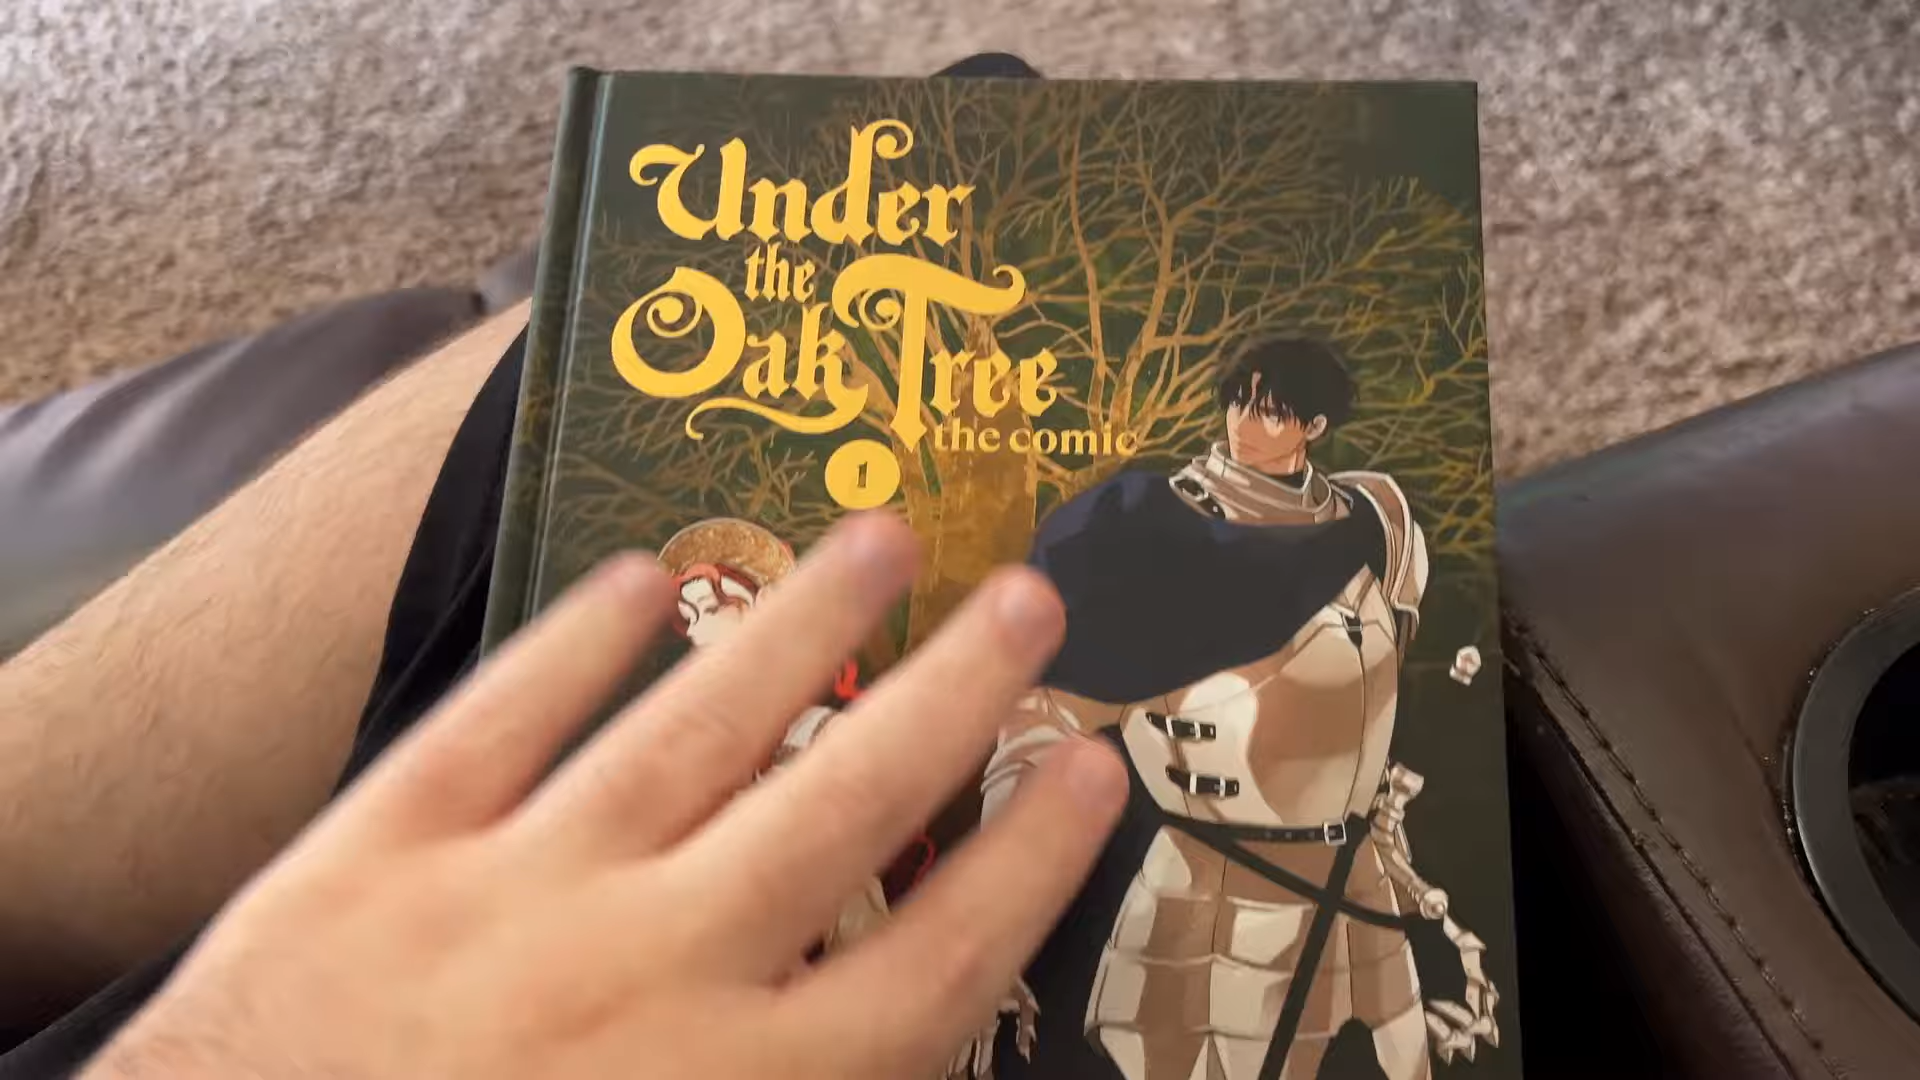 Under
the
Oak Tree
the comic
1